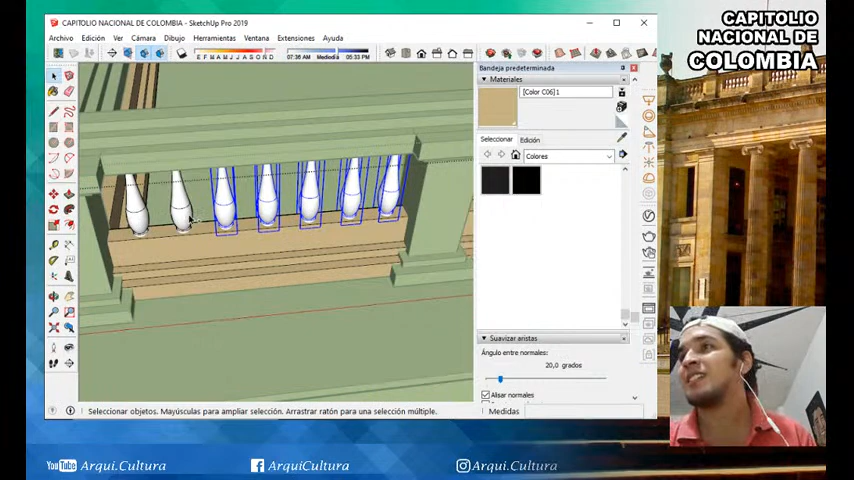 CAPITOLIO
NACIONAL DE
COLOMBIA
CAPITOLIO NACIONAL DE COLOMBIA - SketchUp Pro 2019
Archivo Edición Ver Cámara Dibujo Herramientas Ventana Extensiones Ayuda
E F M A M J J A S O N D 07:36 AM Mediodía 05:33 PM
Bandeja predeterminada
Materiales
[Color C06]1
Seleccionar Edición
Colores
Suavizar aristas
Ángulo entre normales:
20,0 grados
Alisar normales
Seleccionar objetos. Mayúsculas para ampliar selección. Arrastrar ratón para una selección múltiple.
Medidas
YouTube Arqui.Cultura
ArquiCultura
Arqui.Cultura